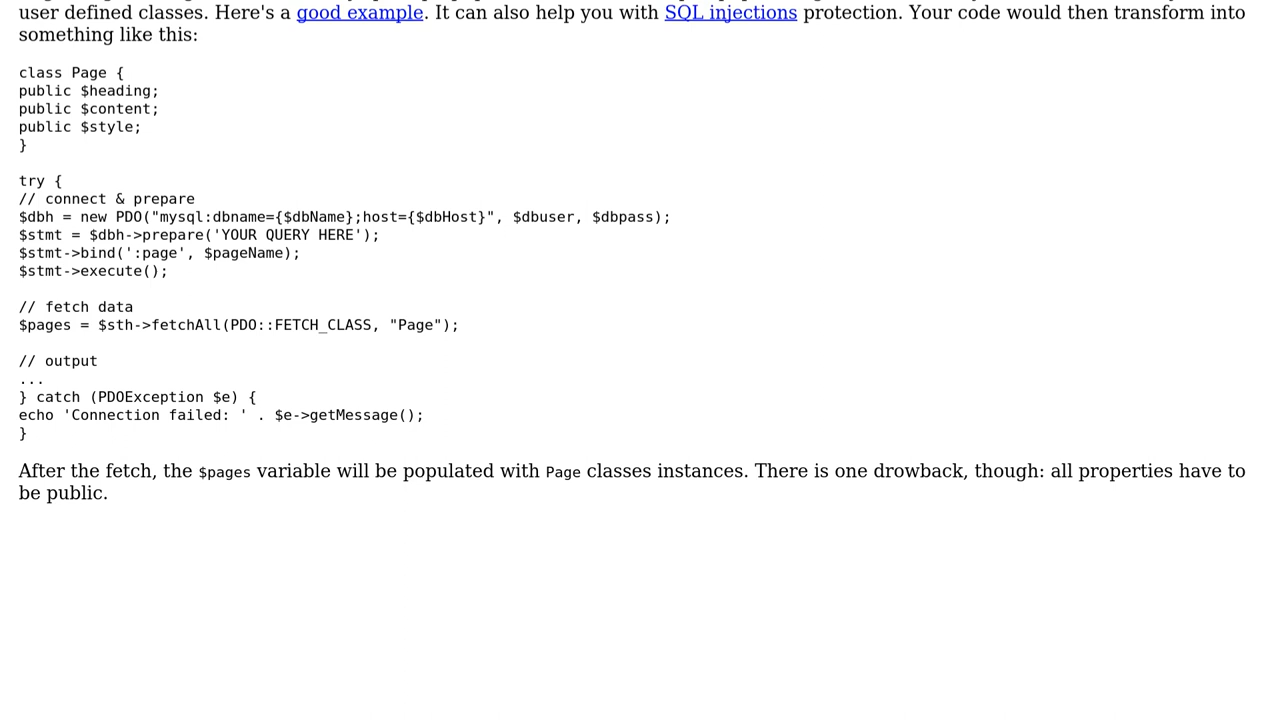 user defined classes. Here's a good example. It can also help you with SQL injections protection. Your code would then transform into
something like this:
class Page {
public $heading;
public $content;
public $style;
}
try {
// connect & prepare
$dbh = new PDO("mysql:dbname={$dbName};host={$dbHost}", $dbuser, $dbpass);
$stmt = $dbh->prepare('YOUR QUERY HERE');
$stmt->bind(':page', $pageName);
$stmt->execute();
// fetch data
$pages = $sth->fetchAll(PDO::FETCH_CLASS, "Page");
// output
...
} catch (PDOException $e) {
echo 'Connection failed: ' . $e->getMessage();
}
After the fetch, the $pages variable will be populated with Page classes instances. There is one drowback, though: all properties have to
be public.